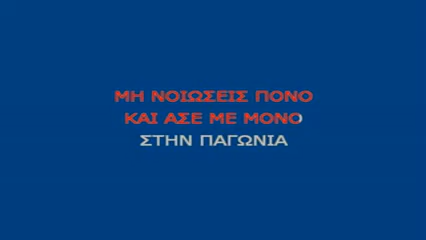 ΜΗ ΝΟΙΩΣΕΙΣ ΠΟΝΟ
ΚΑΙ ΑΣΕ ΜΕ ΜΟΝΟ
ΣΤΗΝ ΠΑΓΩΝΙΑ